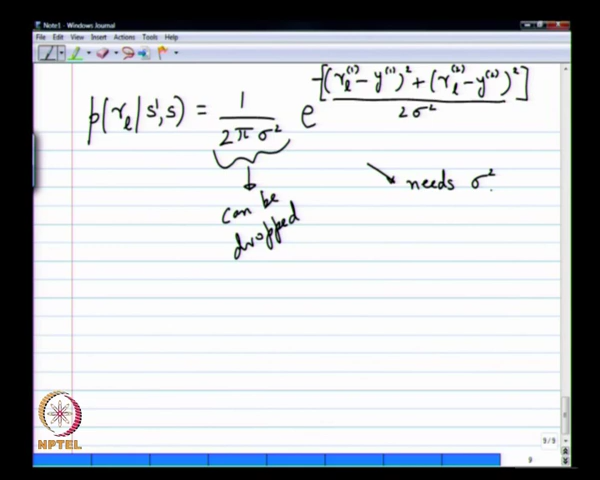 Note1 - Windows Journal
File Edit View Insert Actions Tools Help
p(r_l | s', s) = 1 / 2πσ² e^{-[(r_l^{(1)} - y^{(1)})² + (r_l^{(2)} - y^{(2)})²] / 2σ²}
can be
dropped
needs σ²
NPTEL
9/9
9